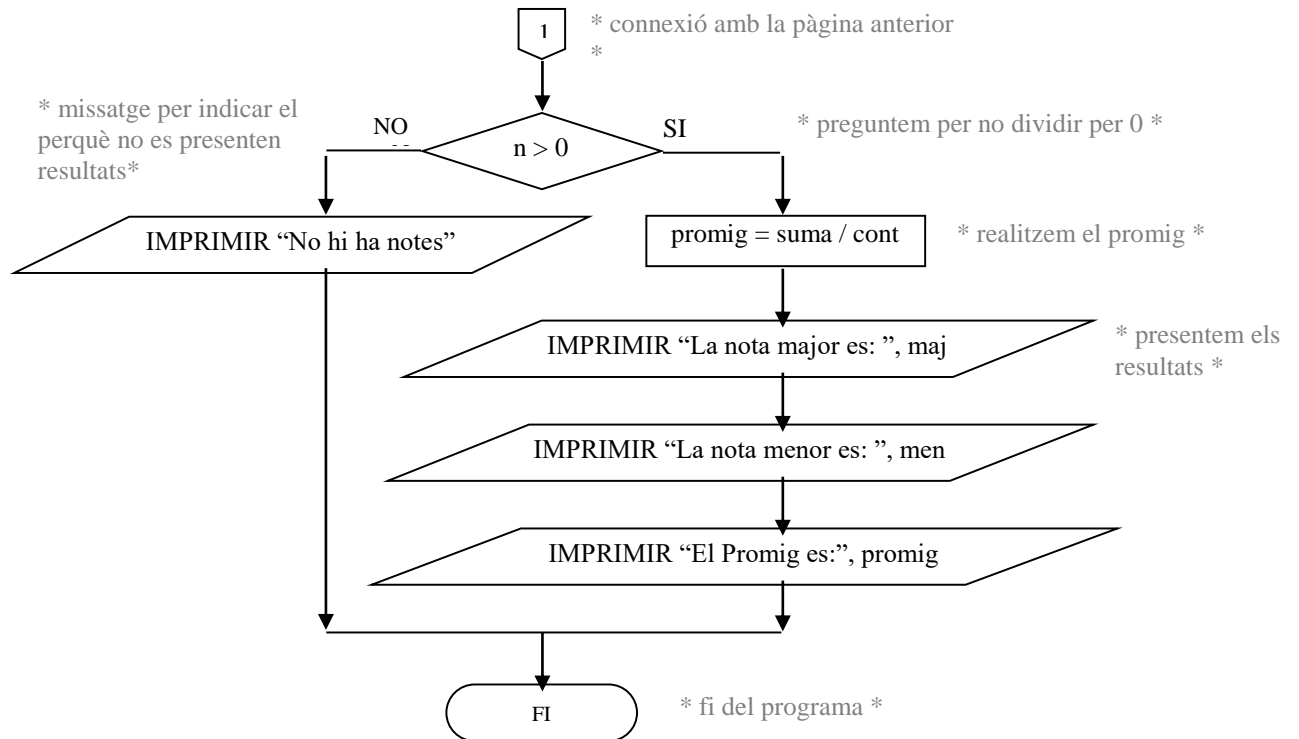 1
* connexió amb la pàgina anterior
*
* missatge per indicar el
perquè no es presenten
resultats*
NO
SI
n > 0
* preguntem per no dividir per 0 *
IMPRIMIR “No hi ha notes”
promig = suma / cont
* realitzem el promig *
IMPRIMIR “La nota major es: ”, maj
* presentem els
resultats *
IMPRIMIR “La nota menor es: ”, men
IMPRIMIR “El Promig es:”, promig
FI
* fi del programa *